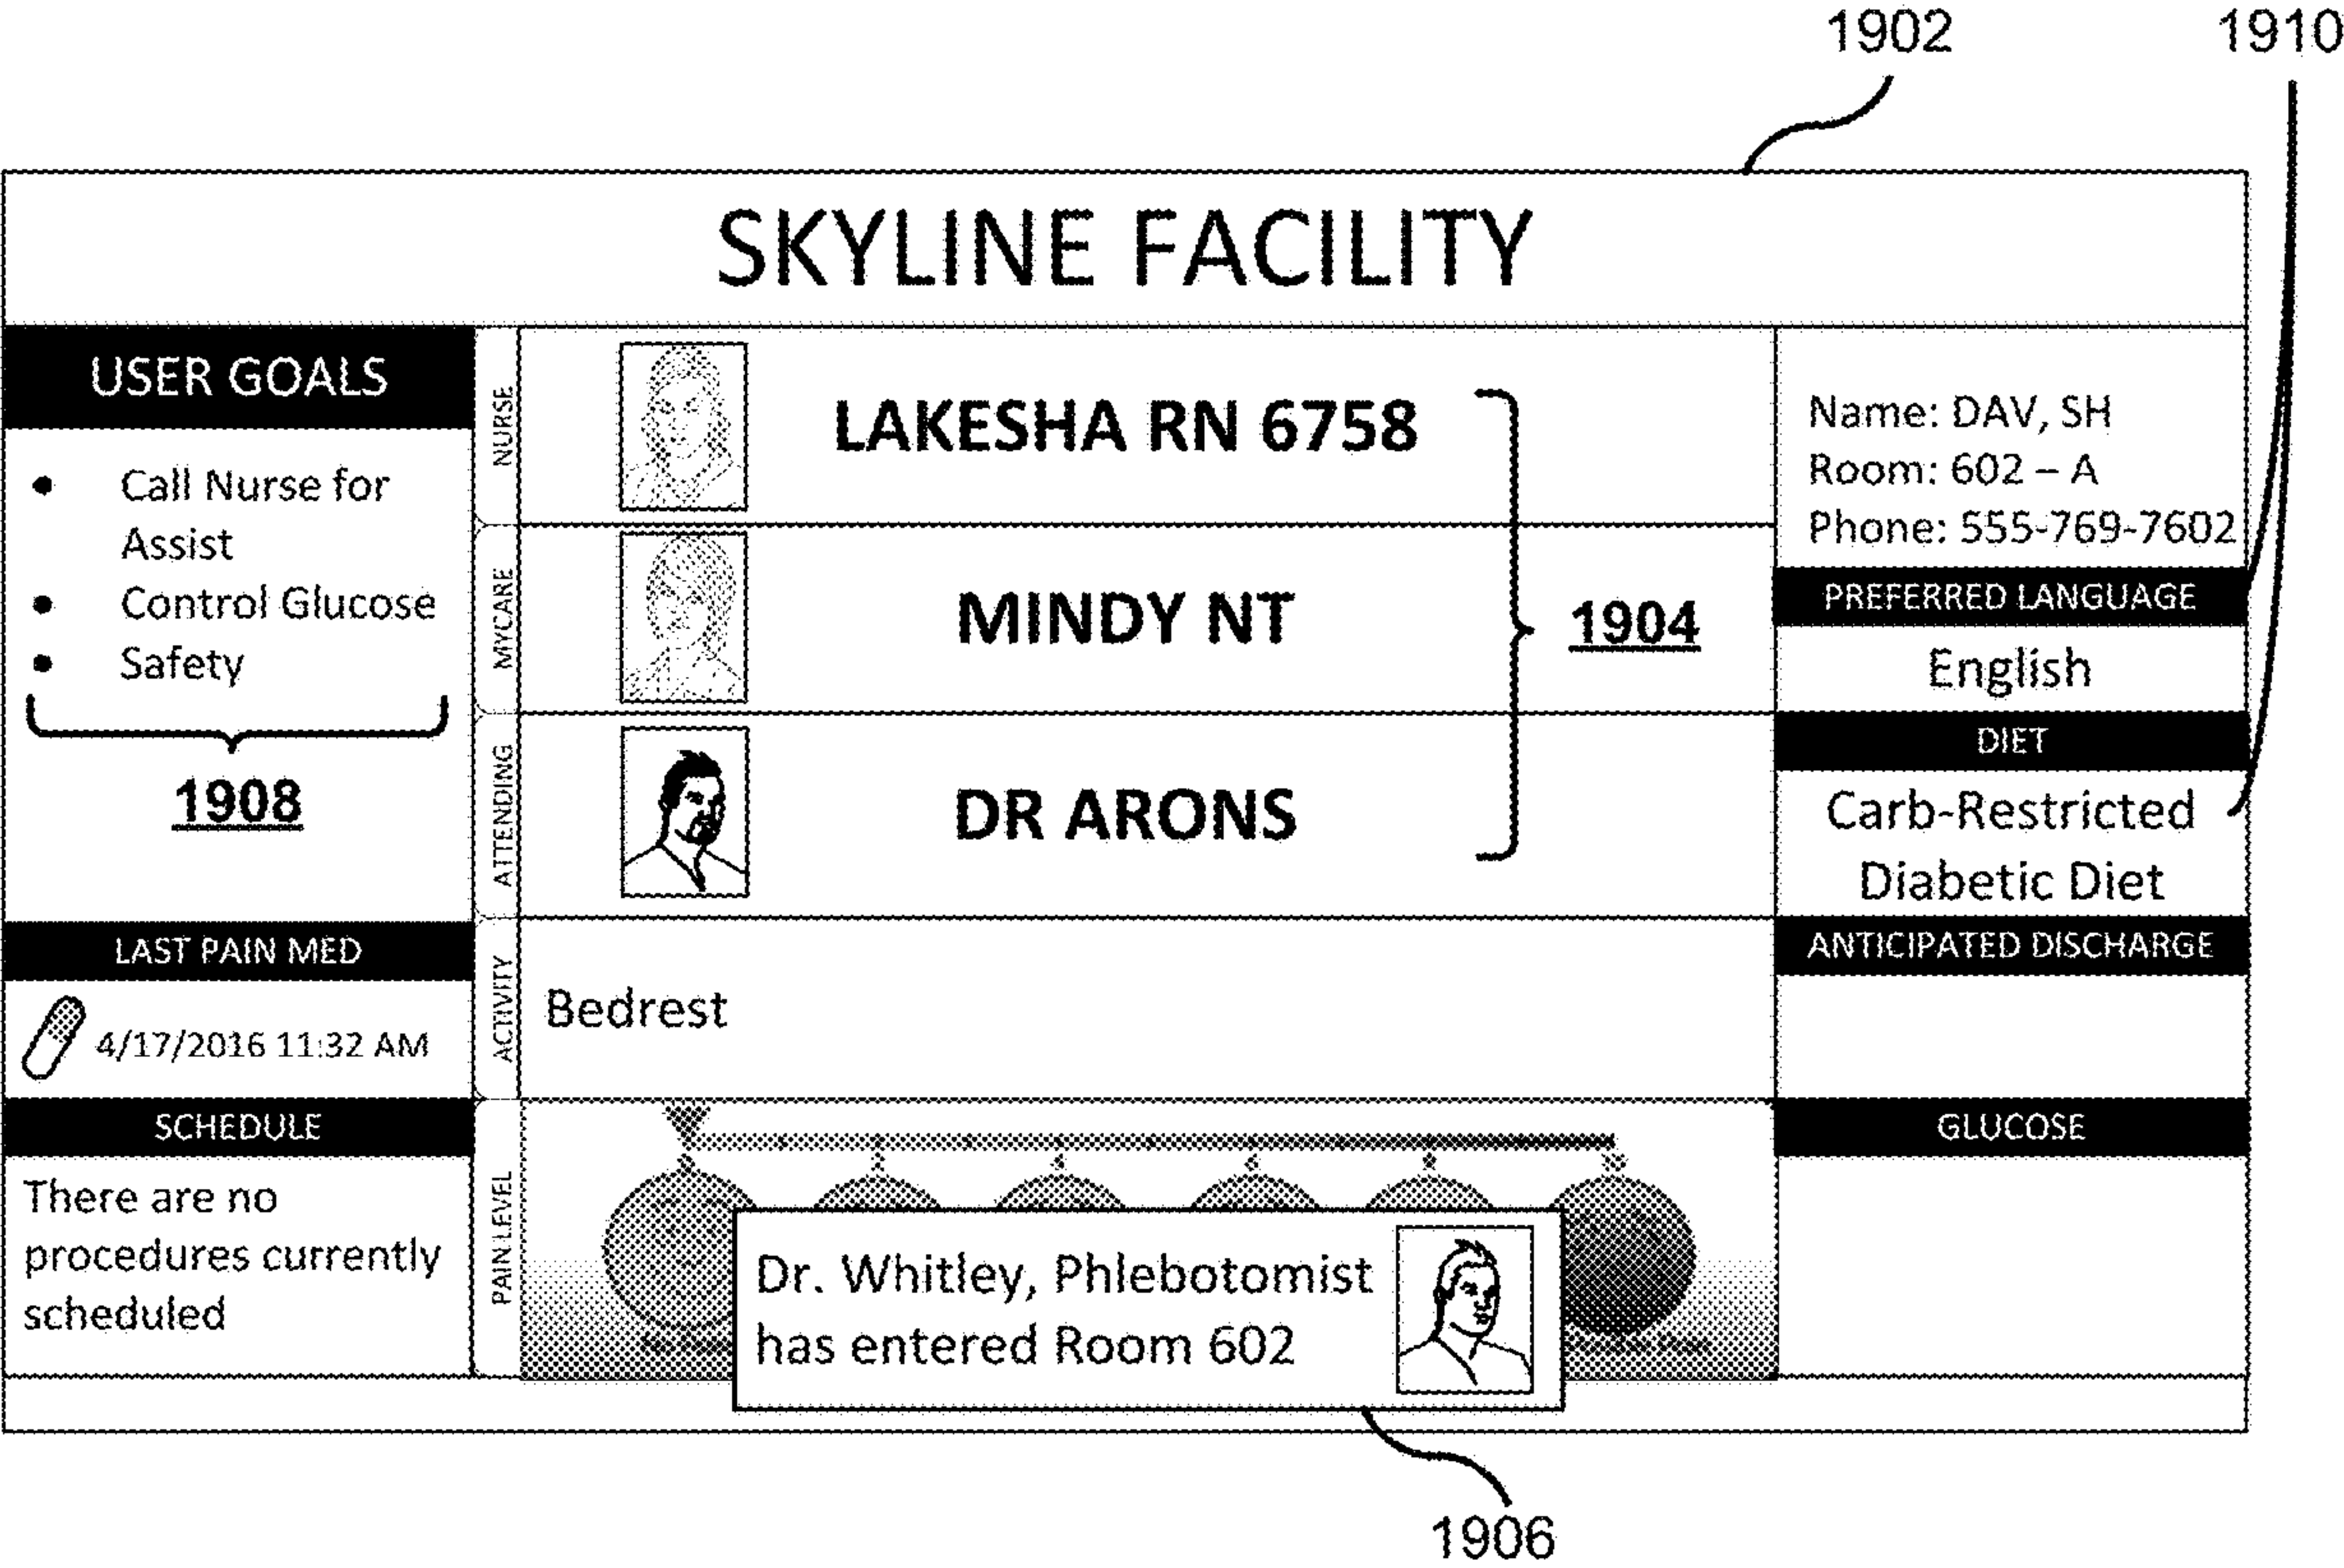 1902
1910
SKYLINE FACILITY
USER GOALS
• Call Nurse for
Assist
• Control Glucose
• Safety
1908
LAST PAIN MED
4/17/2016 11:32 AM
SCHEDULE
There are no
procedures currently
scheduled
NURSE
LAKESHA RN 6758
MYCARE
MINDY NT
1904
ATTENDING
DR ARONS
ACTIVITY
Bedrest
PAIN LEVEL
Dr. Whitley, Phlebotomist
has entered Room 602
Name: DAV, SH
Room: 602 – A
Phone: 555-769-7602
PREFERRED LANGUAGE
English
DIET
Carb-Restricted
Diabetic Diet
ANTICIPATED DISCHARGE
GLUCOSE
1906